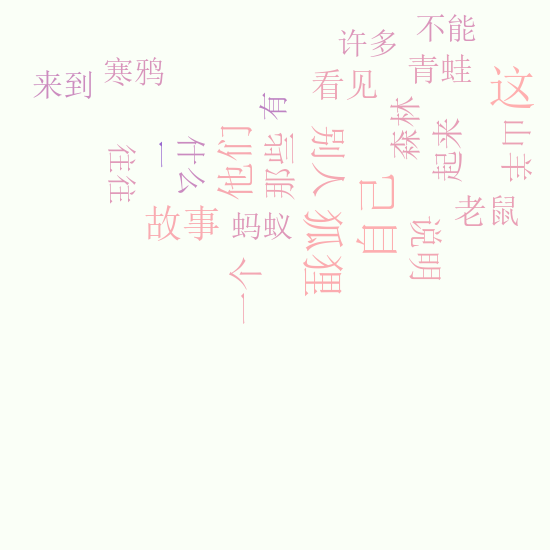 不能
许多
寒鸦
青蛙
来到
看见
这
有
森林
山羊
起来
他们
别人
那些
什么
一
往往
自己
老鼠
故事
蚂蚁
狐狸
说明
一个